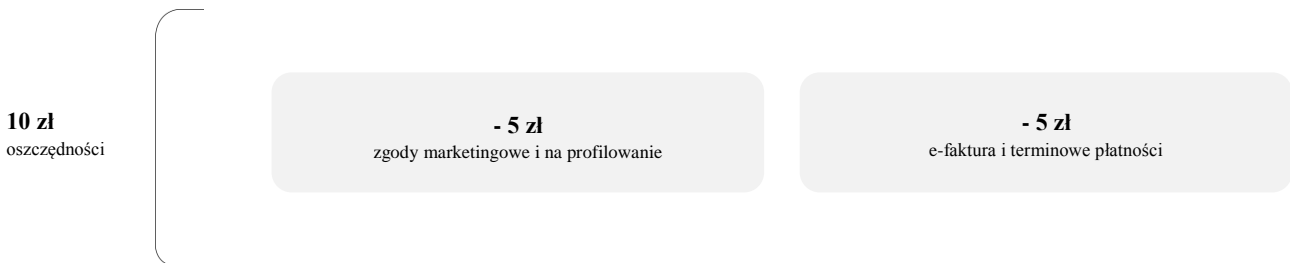 10 zł
oszczędności
- 5 zł
zgody marketingowe i na profilowanie
- 5 zł
e-faktura i terminowe płatności